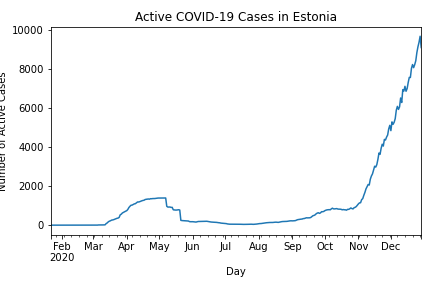 Active COVID-19 Cases in Estonia
Number of Active Cases
10000
8000
6000
4000
2000
0
Feb Mar Apr May Jun Jul Aug Sep Oct Nov Dec
2020
Day